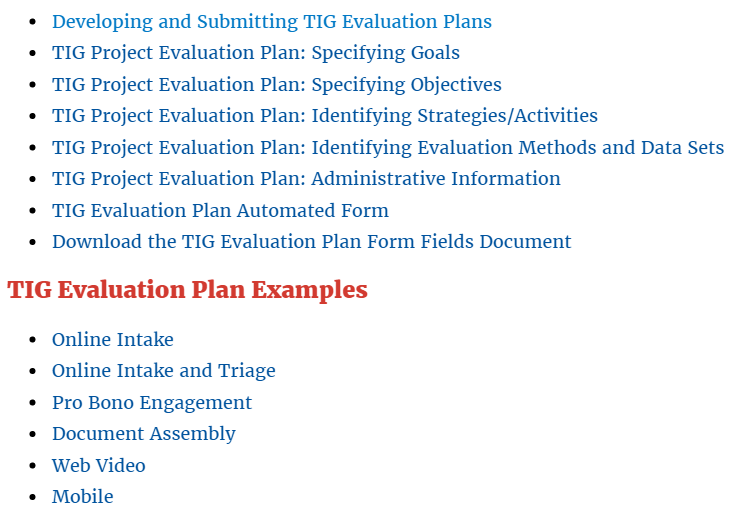 Developing and Submitting TIG Evaluation Plans
TIG Project Evaluation Plan: Specifying Goals
TIG Project Evaluation Plan: Specifying Objectives
TIG Project Evaluation Plan: Identifying Strategies/Activities
TIG Project Evaluation Plan: Identifying Evaluation Methods and Data Sets
TIG Project Evaluation Plan: Administrative Information
TIG Evaluation Plan Automated Form
Download the TIG Evaluation Plan Form Fields Document
TIG Evaluation Plan Examples
Online Intake
Online Intake and Triage
Pro Bono Engagement
Document Assembly
Web Video
Mobile